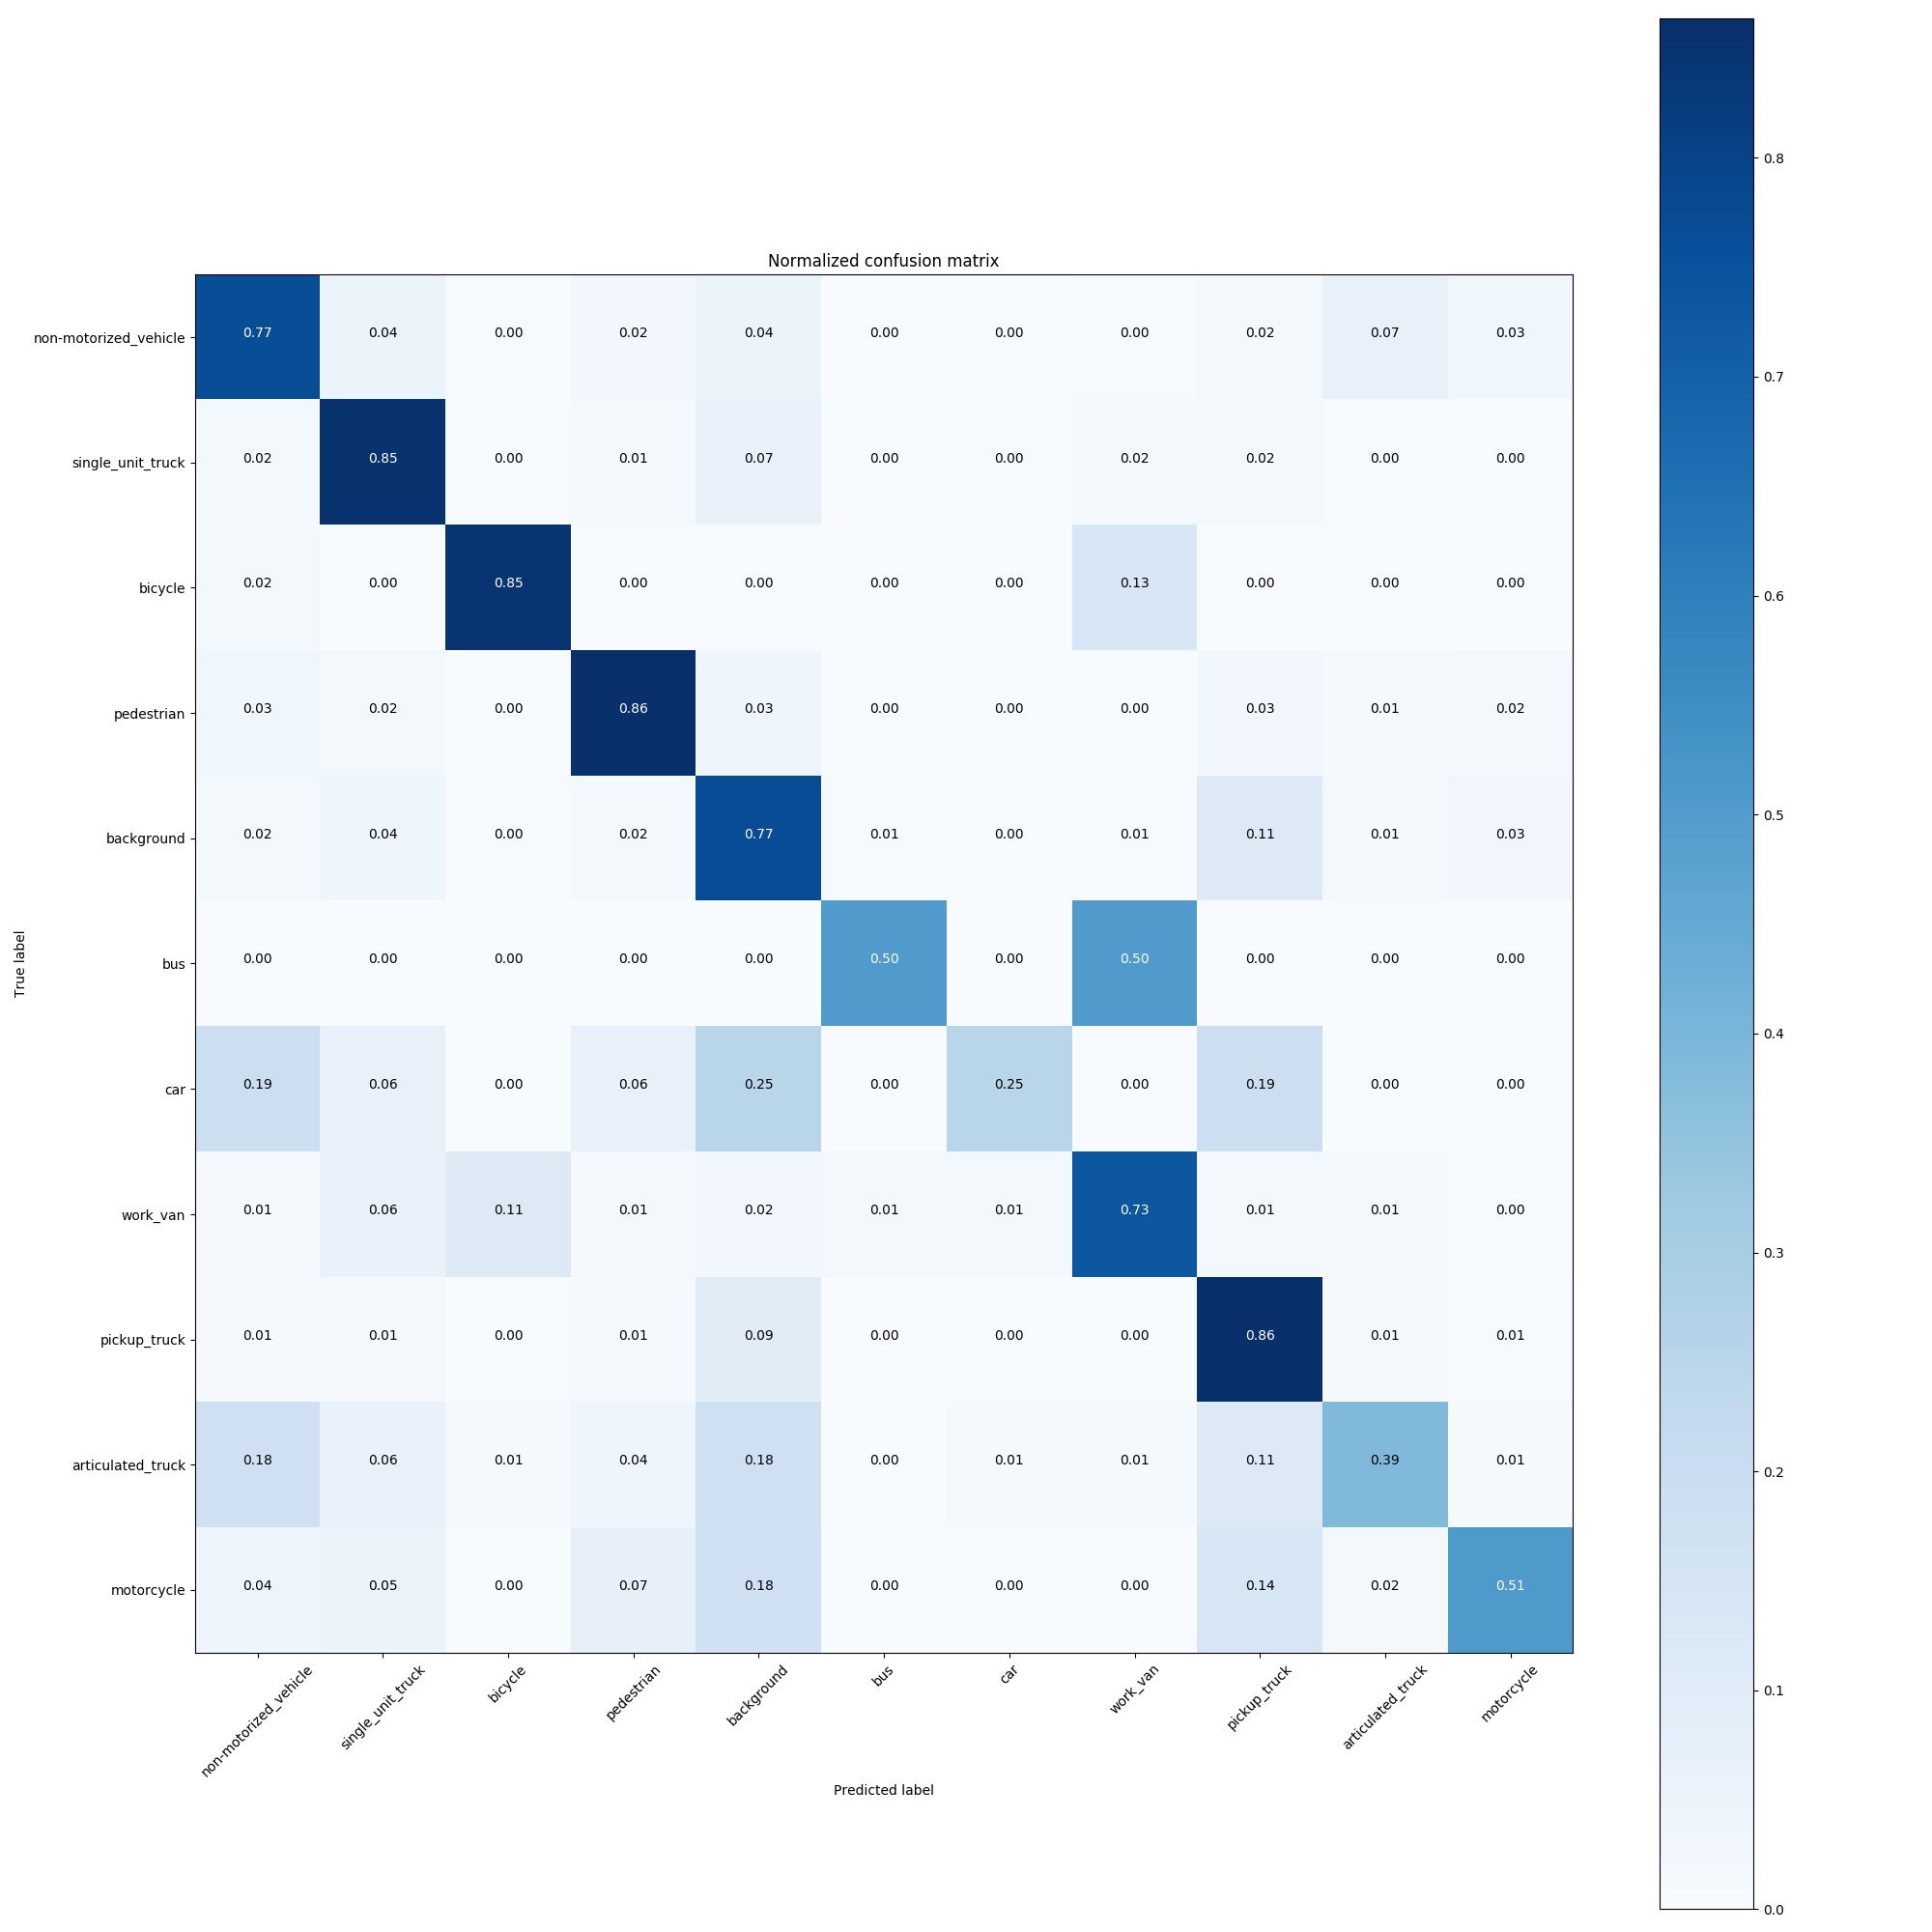 Normalized confusion matrix
non-motorized_vehicle 0.77 0.04 0.00 0.02 0.04 0.00 0.00 0.00 0.02 0.07 0.03
single_unit_truck 0.02 0.85 0.00 0.01 0.07 0.00 0.00 0.02 0.02 0.00 0.00
bicycle 0.02 0.00 0.85 0.00 0.00 0.00 0.00 0.13 0.00 0.00 0.00
pedestrian 0.03 0.02 0.00 0.86 0.03 0.00 0.00 0.00 0.03 0.01 0.02
background 0.02 0.04 0.00 0.02 0.77 0.01 0.00 0.01 0.11 0.01 0.03
bus 0.00 0.00 0.00 0.00 0.00 0.50 0.00 0.50 0.00 0.00 0.00
car 0.19 0.06 0.00 0.06 0.25 0.00 0.25 0.00 0.19 0.00 0.00
work_van 0.01 0.06 0.11 0.01 0.02 0.01 0.01 0.73 0.01 0.01 0.00
pickup_truck 0.01 0.01 0.00 0.01 0.09 0.00 0.00 0.00 0.86 0.01 0.01
articulated_truck 0.18 0.06 0.01 0.04 0.18 0.00 0.01 0.01 0.11 0.39 0.01
motorcycle 0.04 0.05 0.00 0.07 0.18 0.00 0.00 0.00 0.14 0.02 0.51
True label
non-motorized_vehicle single_unit_truck bicycle pedestrian background bus car work_van pickup_truck articulated_truck motorcycle
Predicted label
0.8
0.7
0.6
0.5
0.4
0.3
0.2
0.1
0.0